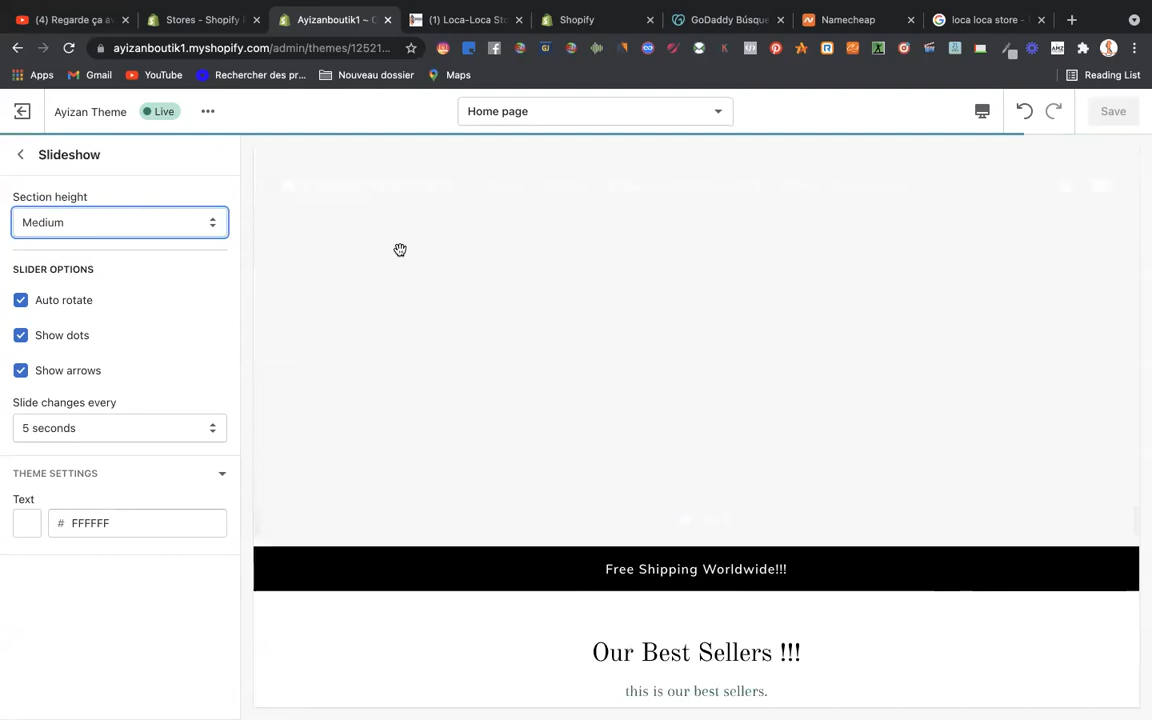 (4) Regarde ça av
Stores - Shopify
Ayizanboutik1 ~ C
(1) Loca-Loca Sto
Shopify
GoDaddy Búsque
Namecheap
loca loca store -
ayizanboutik1.myshopify.com/admin/themes/12521...
Apps
Gmail
YouTube
Rechercher des pr...
Nouveau dossier
Maps
Reading List
Ayizan Theme
Live
Home page
Save
Slideshow
Section height
Medium
SLIDER OPTIONS
Auto rotate
Show dots
Show arrows
Slide changes every
5 seconds
THEME SETTINGS
Text
# FFFFFF
Free Shipping Worldwide!!!
Our Best Sellers !!!
this is our best sellers.